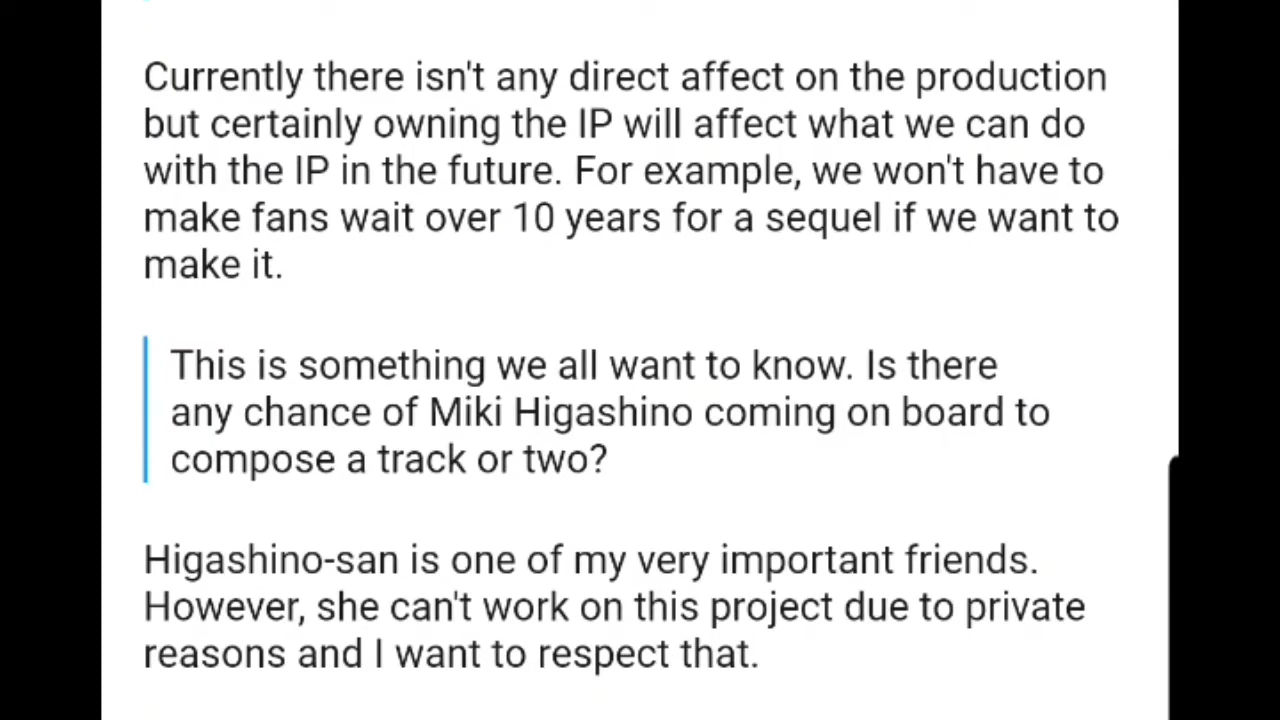 Currently there isn't any direct affect on the production
but certainly owning the IP will affect what we can do
with the IP in the future. For example, we won't have to
make fans wait over 10 years for a sequel if we want to
make it.
This is something we all want to know. Is there
any chance of Miki Higashino coming on board to
compose a track or two?
Higashino-san is one of my very important friends.
However, she can't work on this project due to private
reasons and I want to respect that.